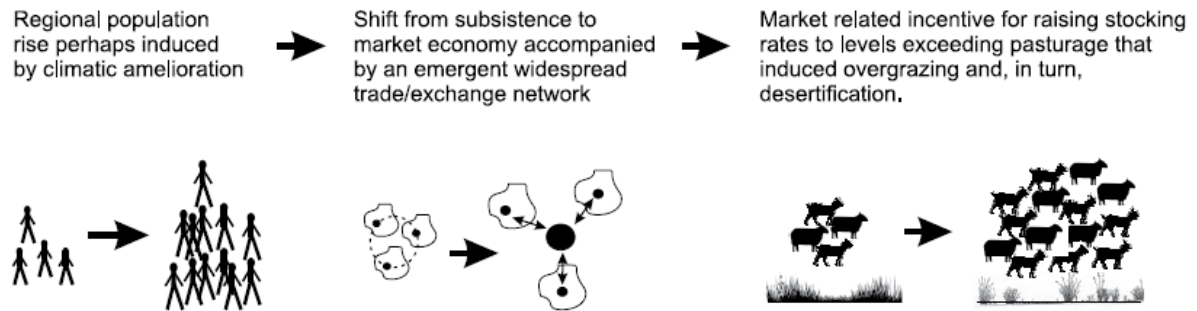 Regional population
rise perhaps induced
by climatic amelioration
Shift from subsistence to
market economy accompanied
by an emergent widespread
trade/exchange network
Market related incentive for raising stocking
rates to levels exceeding pasturage that
induced overgrazing and, in turn,
desertification.